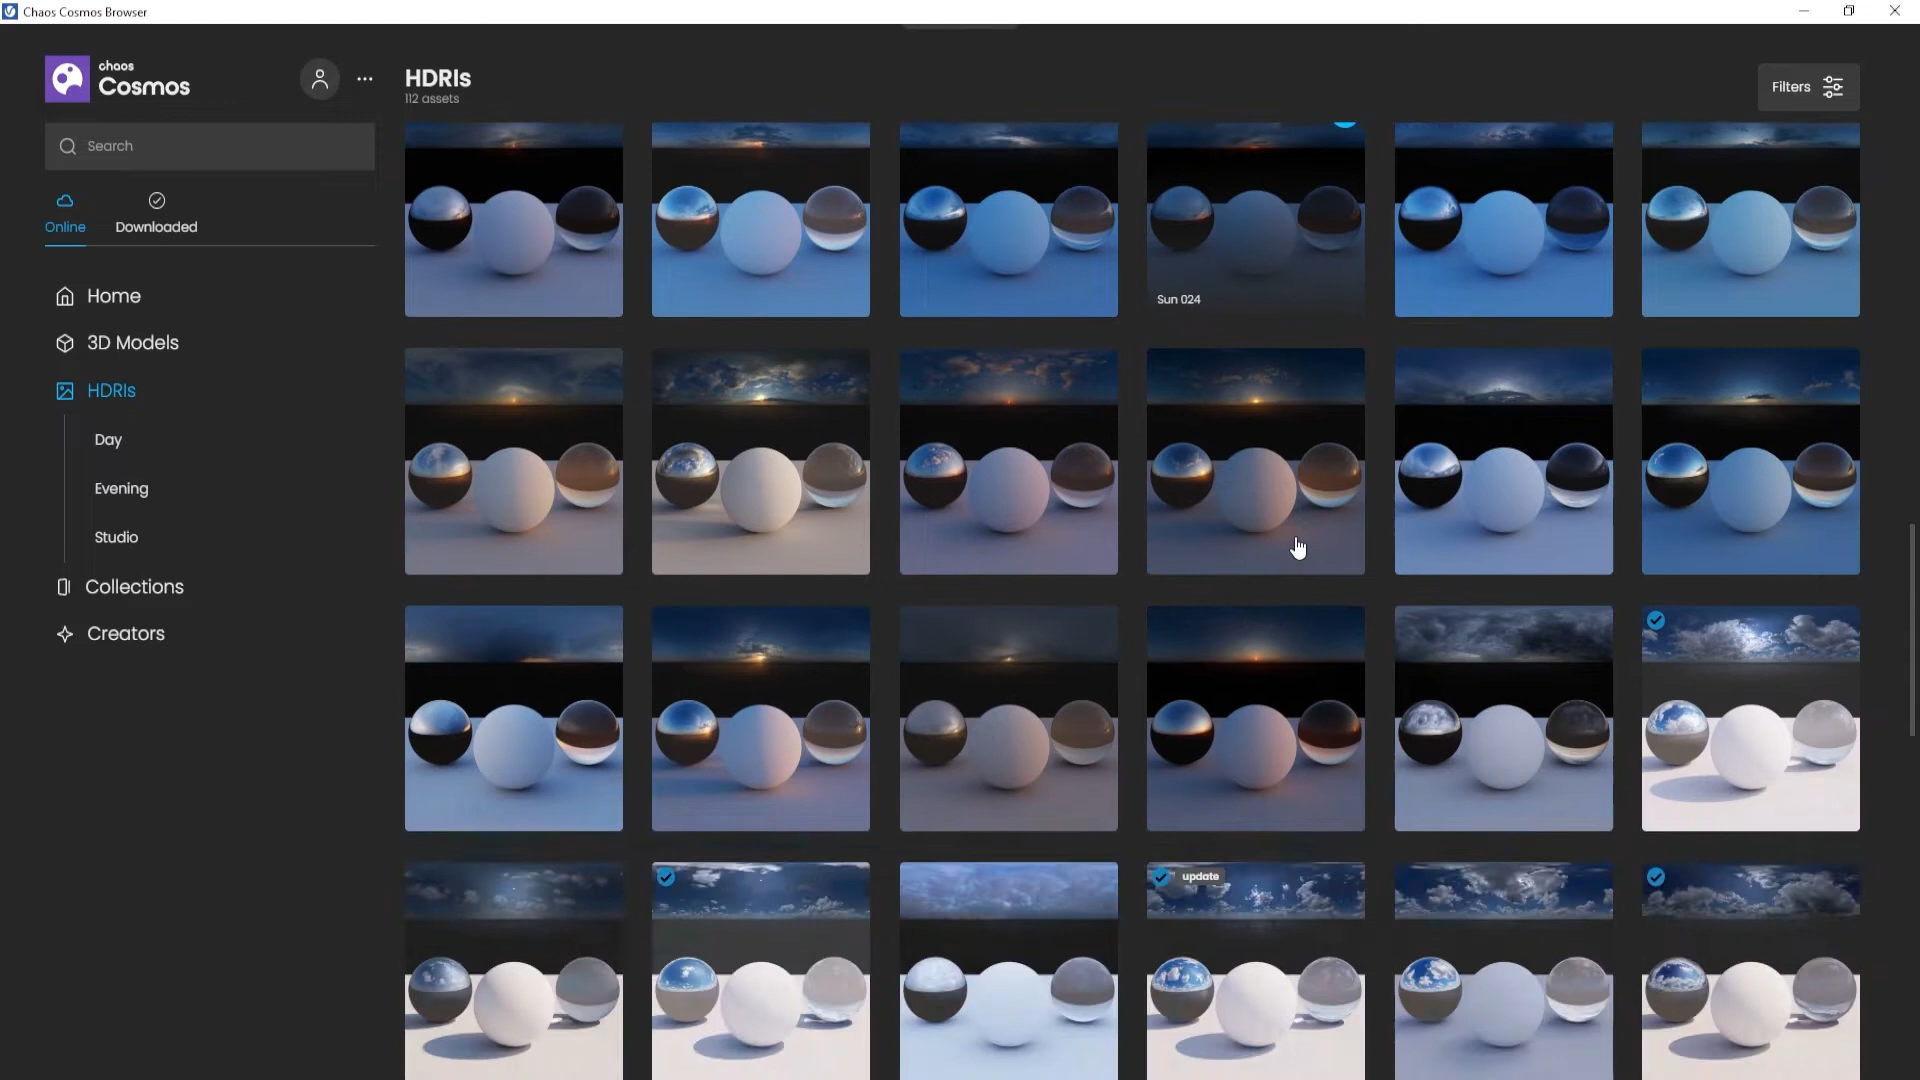 Chaos Cosmos Browser
chaos
Cosmos
HDRIs
112 assets
Filters
Search
Online
Downloaded
Home
3D Models
HDRIs
Day
Evening
Studio
Collections
Creators
Sun 024
update